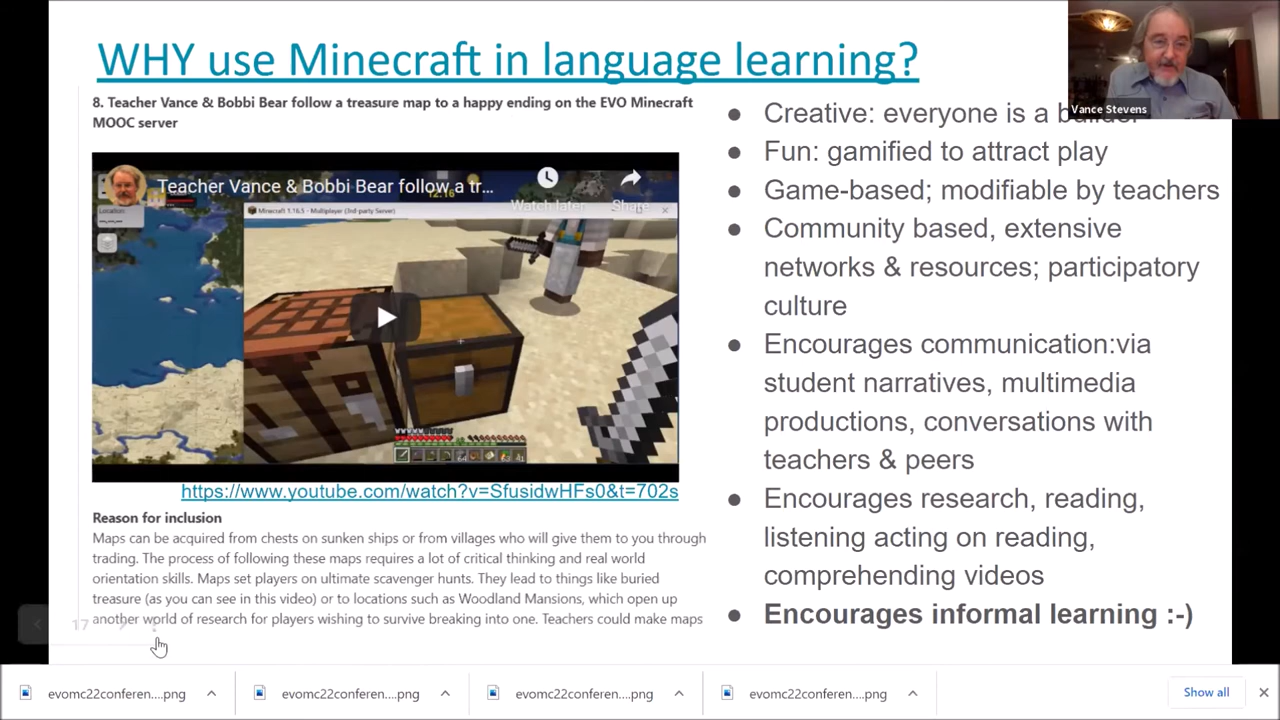 WHY use Minecraft in language learning?
8. Teacher Vance & Bobbi Bear follow a treasure map to a happy ending on the EVO Minecraft
MOOC server
Teacher Vance & Bobbi Bear follow a tr...
Watch later
Share
12:16
Location:
Minecraft 1.16.5 - Multiplayer (3rd-party Server)
https://www.youtube.com/watch?v=SfusidwHFs0&t=702s
Reason for inclusion
Maps can be acquired from chests on sunken ships or from villages who will give them to you through
trading. The process of following these maps requires a lot of critical thinking and real world
orientation skills. Maps set players on ultimate scavenger hunts. They lead to things like buried
treasure (as you can see in this video) or to locations such as Woodland Mansions, which open up
another world of research for players wishing to survive breaking into one. Teachers could make maps
17
Vance Stevens
● Creative: everyone is a builder
● Fun: gamified to attract play
● Game-based; modifiable by teachers
● Community based, extensive
networks & resources; participatory
culture
● Encourages communication:via
student narratives, multimedia
productions, conversations with
teachers & peers
● Encourages research, reading,
listening acting on reading,
comprehending videos
● Encourages informal learning :-)
evomc22conferen....png
evomc22conferen....png
evomc22conferen....png
evomc22conferen....png
Show all